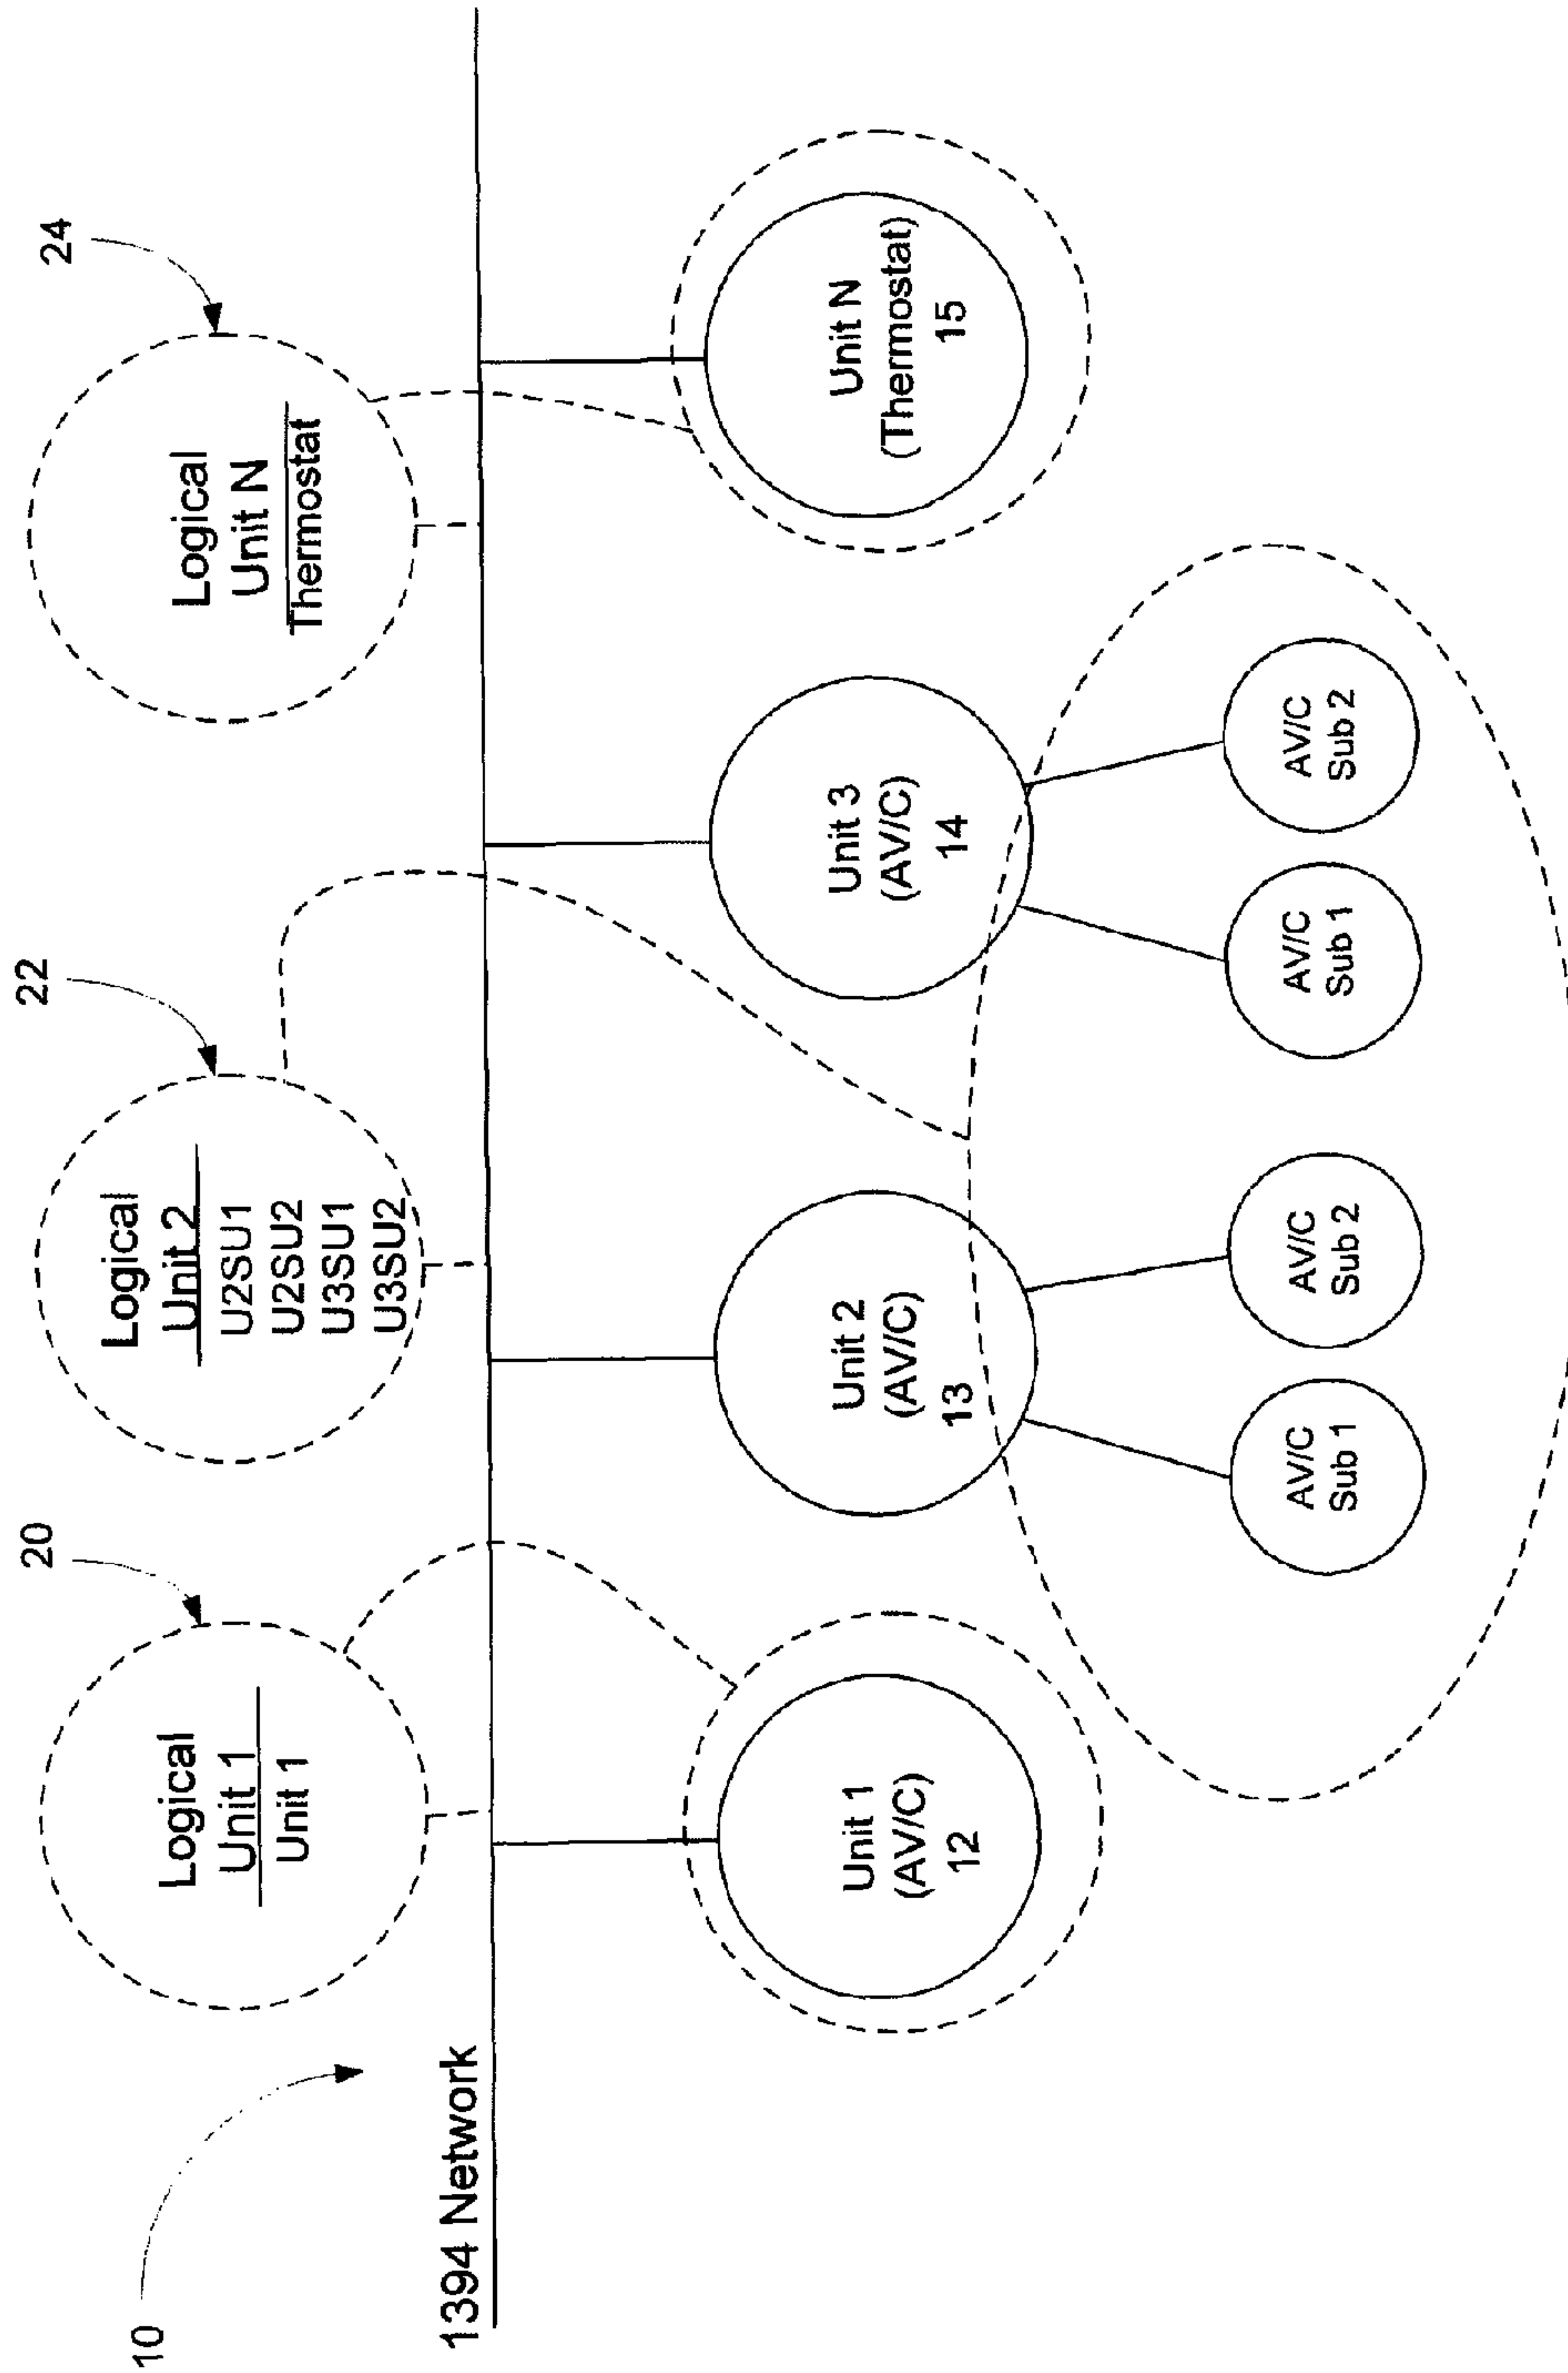 10
1394 Network
20
Logical
Unit 1
Unit 1
22
Logical
Unit 2
U2SU1
U2SU2
U3SU1
U3SU2
24
Logical
Unit N
Thermostat
Unit 1
(AV/C)
12
Unit 2
(AV/C)
13
Unit 3
(AV/C)
14
Unit N
(Thermostat)
15
AV/C
Sub 1
AV/C
Sub 2
AV/C
Sub 1
AV/C
Sub 2